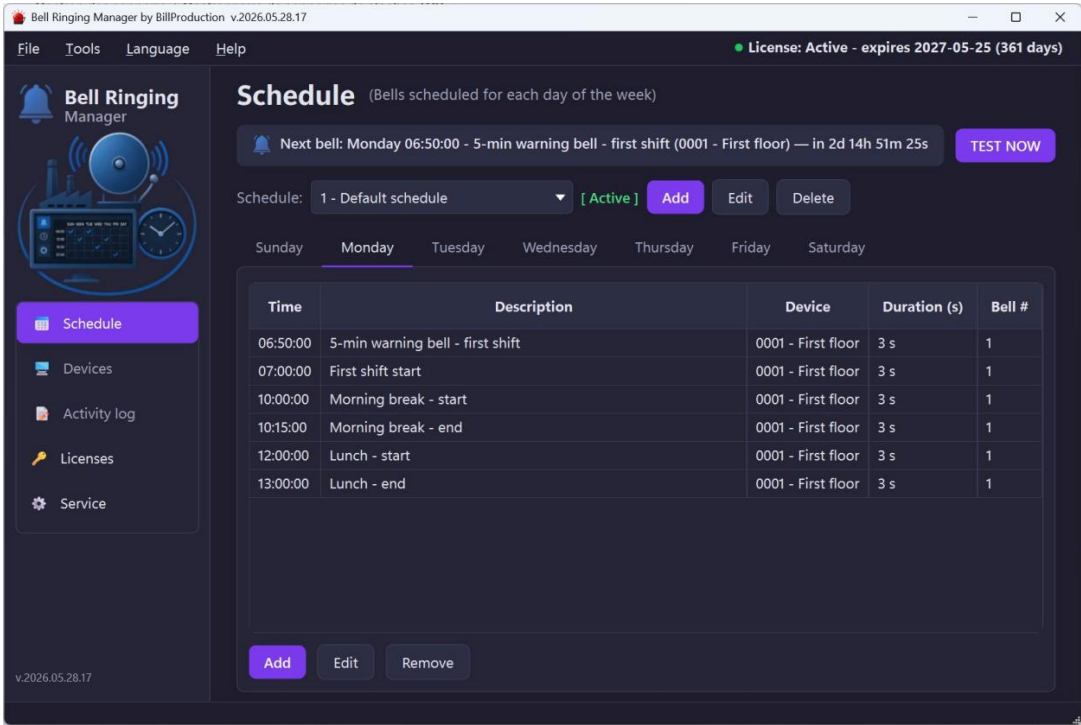 Bell Ringing Manager by BillProduction v.2026.05.28.17
File Tools Language Help
License: Active - expires 2027-05-25 (361 days)
Bell Ringing
Manager
SUN MON TUE WED THU FRI SAT
Schedule
Devices
Activity log
Licenses
Service
v.2026.05.28.17
Schedule (Bells scheduled for each day of the week)
Next bell: Monday 06:50:00 - 5-min warning bell - first shift (0001 - First floor) — in 2d 14h 51m 25s
TEST NOW
Schedule: 1 - Default schedule [ Active ] Add Edit Delete
Sunday Monday Tuesday Wednesday Thursday Friday Saturday
Time Description Device Duration (s) Bell #
06:50:00 5-min warning bell - first shift 0001 - First floor 3 s 1
07:00:00 First shift start 0001 - First floor 3 s 1
10:00:00 Morning break - start 0001 - First floor 3 s 1
10:15:00 Morning break - end 0001 - First floor 3 s 1
12:00:00 Lunch - start 0001 - First floor 3 s 1
13:00:00 Lunch - end 0001 - First floor 3 s 1
Add Edit Remove